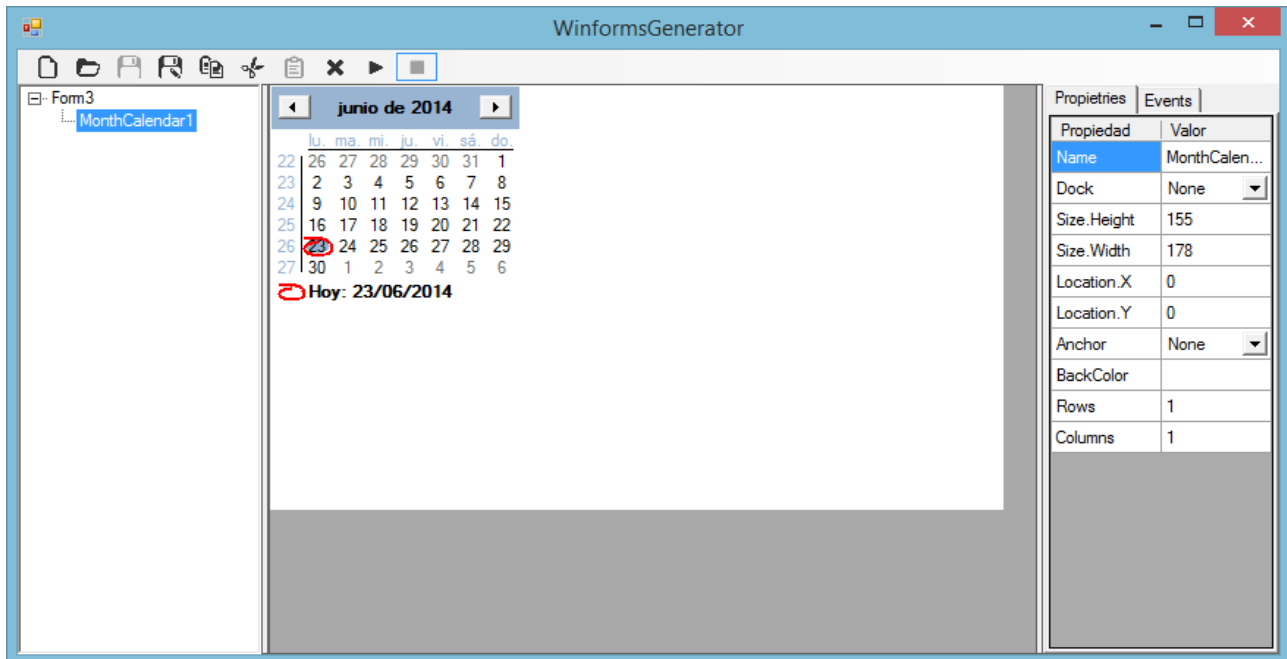 WinformsGenerator
Form3
MonthCalendar1
junio de 2014
lu. ma. mi. ju. vi. sá. do.
22 26 27 28 29 30 31 1
23 2 3 4 5 6 7 8
24 9 10 11 12 13 14 15
25 16 17 18 19 20 21 22
26 23 24 25 26 27 28 29
27 30 1 2 3 4 5 6
Hoy: 23/06/2014
Propietries Events
Propiedad Valor
Name MonthCalen...
Dock None
Size.Height 155
Size.Width 178
Location.X 0
Location.Y 0
Anchor None
BackColor
Rows 1
Columns 1